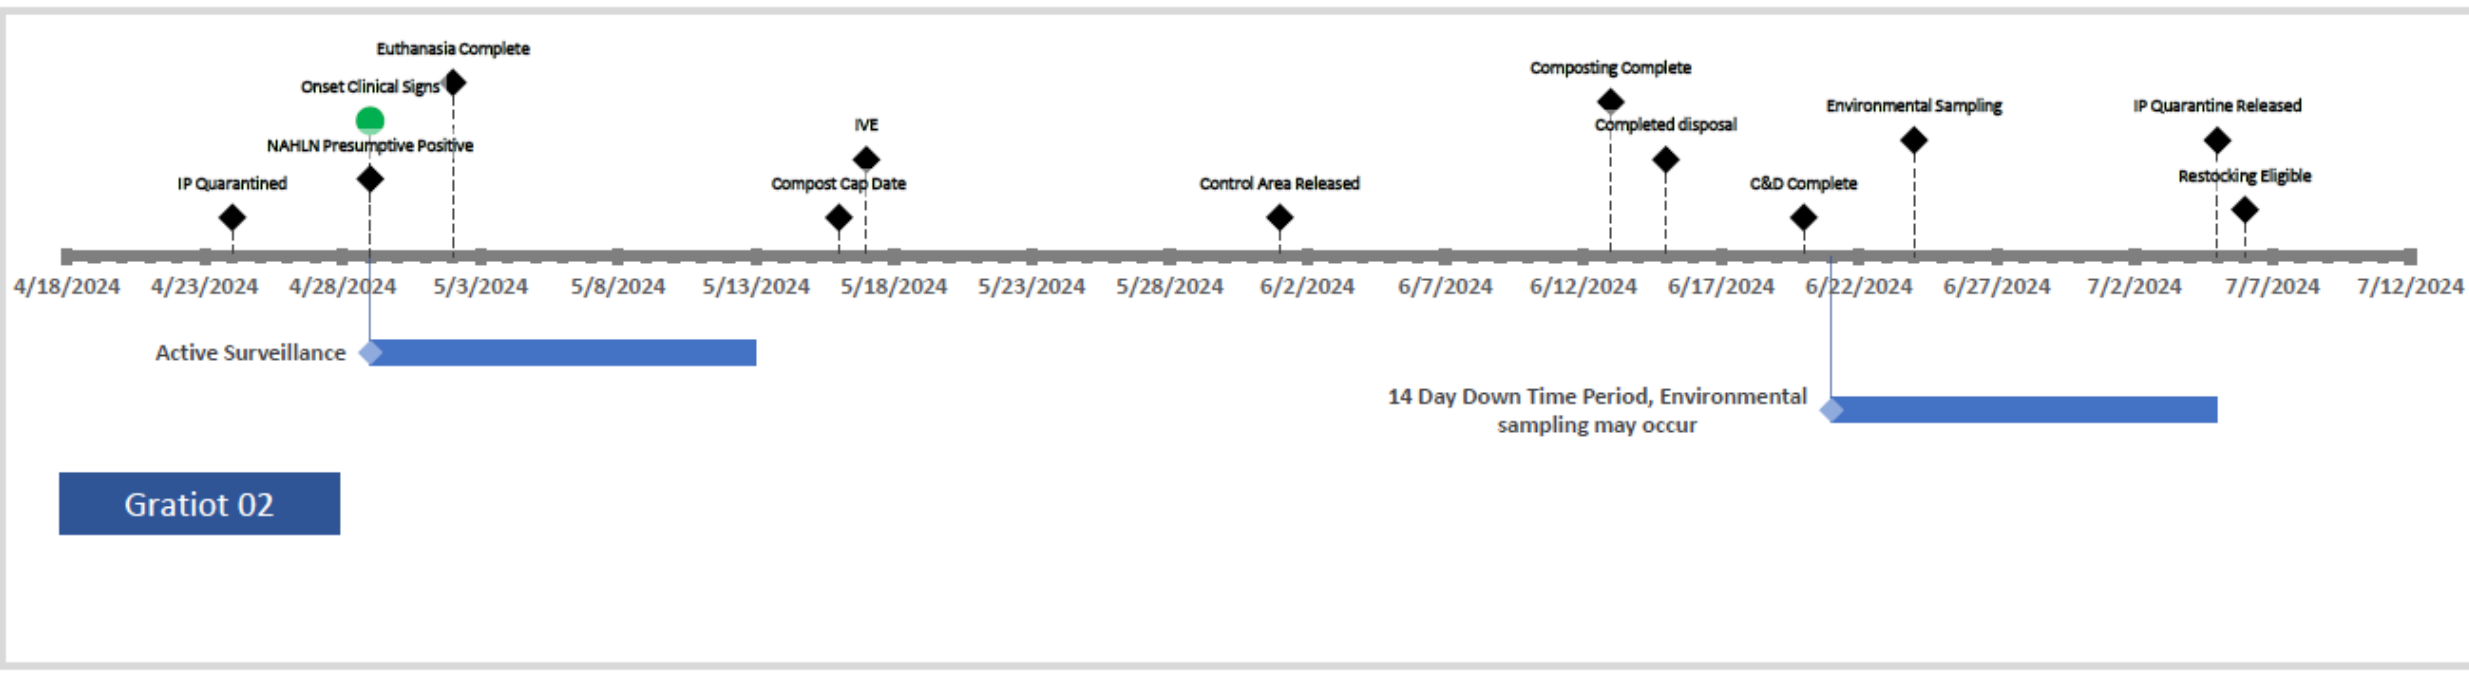 Euthanasia Complete
Onset Clinical Signs
NAHLN Presumptive Positive
IP Quarantined
IVE
Compost Cap Date
Control Area Released
Composting Complete
Completed disposal
C&D Complete
Environmental Sampling
IP Quarantine Released
Restocking Eligible
4/18/2024 4/23/2024 4/28/2024 5/3/2024 5/8/2024 5/13/2024 5/18/2024 5/23/2024 5/28/2024 6/2/2024 6/7/2024 6/12/2024 6/17/2024 6/22/2024 6/27/2024 7/2/2024 7/7/2024 7/12/2024
Active Surveillance
14 Day Down Time Period, Environmental
sampling may occur
Gratiot 02